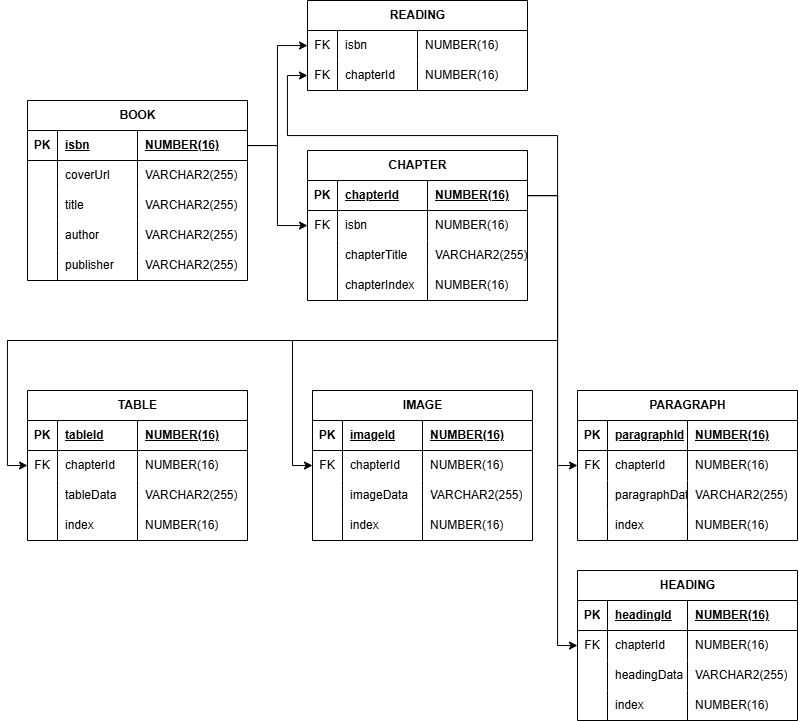 READING
FK isbn NUMBER(16)
FK chapterId NUMBER(16)
BOOK
PK isbn NUMBER(16)
coverUrl VARCHAR2(255)
title VARCHAR2(255)
author VARCHAR2(255)
publisher VARCHAR2(255)
CHAPTER
PK chapterId NUMBER(16)
FK isbn NUMBER(16)
chapterTitle VARCHAR2(255)
chapterIndex NUMBER(16)
TABLE
PK tableId NUMBER(16)
FK chapterId NUMBER(16)
tableData VARCHAR2(255)
index NUMBER(16)
IMAGE
PK imageId NUMBER(16)
FK chapterId NUMBER(16)
imageData VARCHAR2(255)
index NUMBER(16)
PARAGRAPH
PK paragraphId NUMBER(16)
FK chapterId NUMBER(16)
paragraphDat VARCHAR2(255)
index NUMBER(16)
HEADING
PK headingId NUMBER(16)
FK chapterId NUMBER(16)
headingData VARCHAR2(255)
index NUMBER(16)